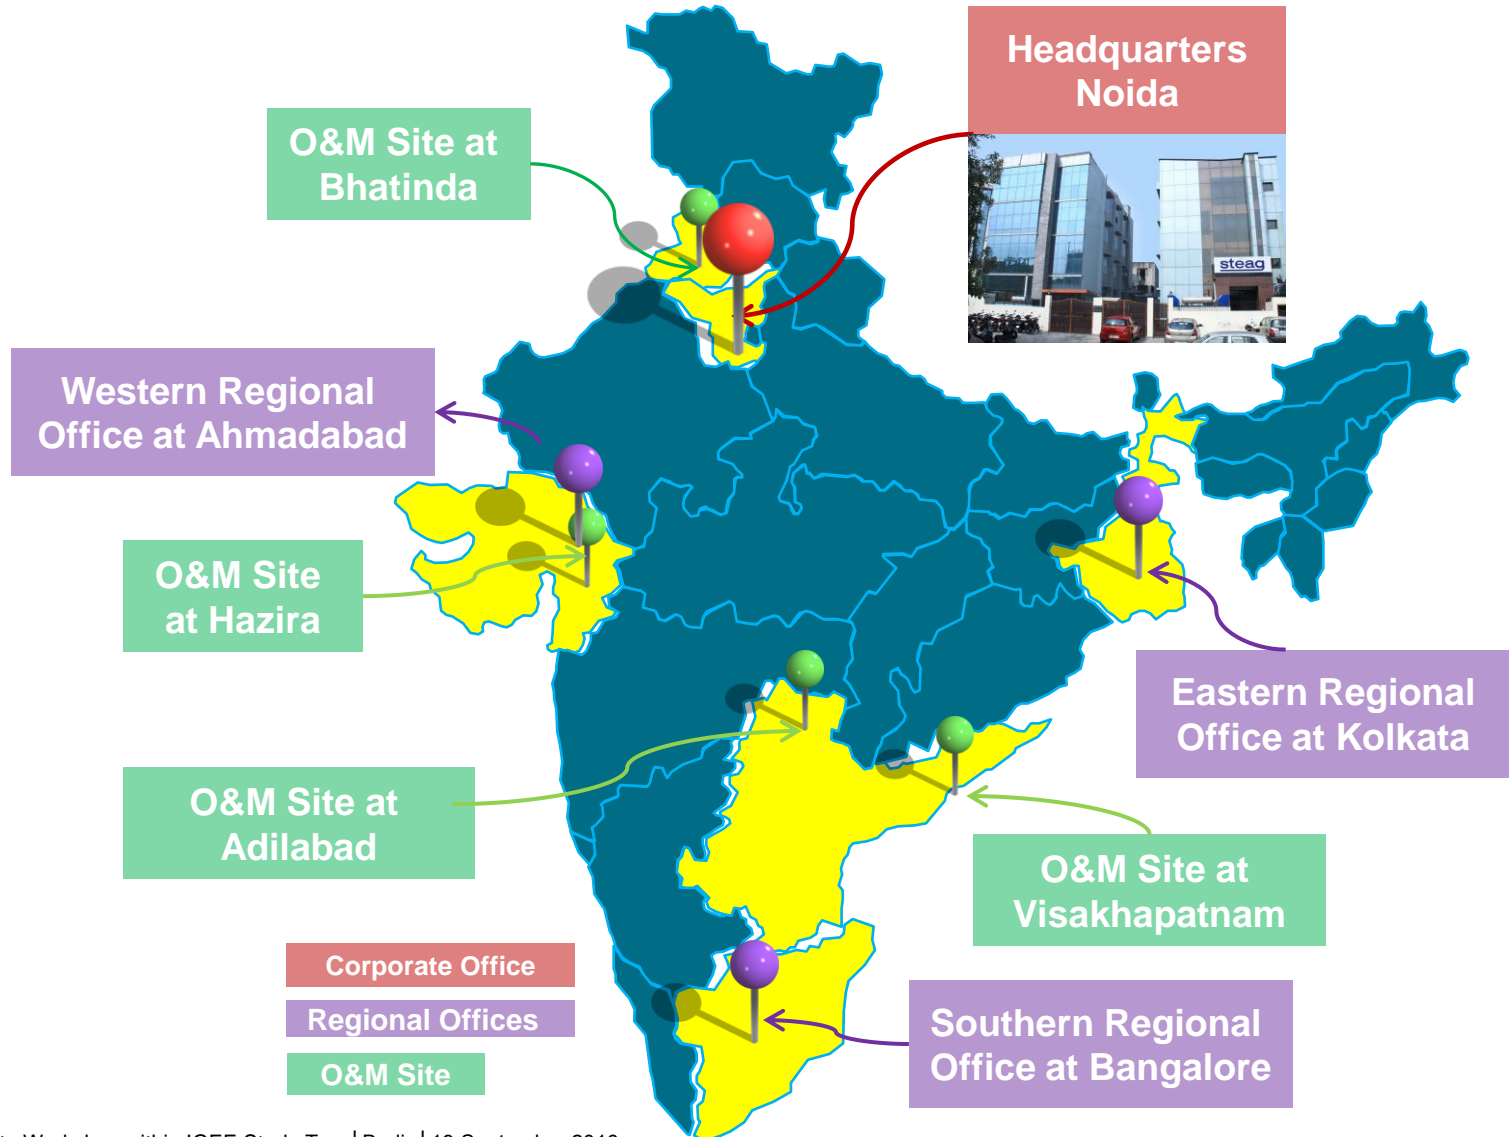 Headquarters
Noida
O&M Site at
Bhatinda
steag
Western Regional
Office at Ahmadabad
O&M Site
at Hazira
Eastern Regional
Office at Kolkata
O&M Site at
Adilabad
O&M Site at
Visakhapatnam
Corporate Office
Regional Offices
O&M Site
Southern Regional
Office at Bangalore